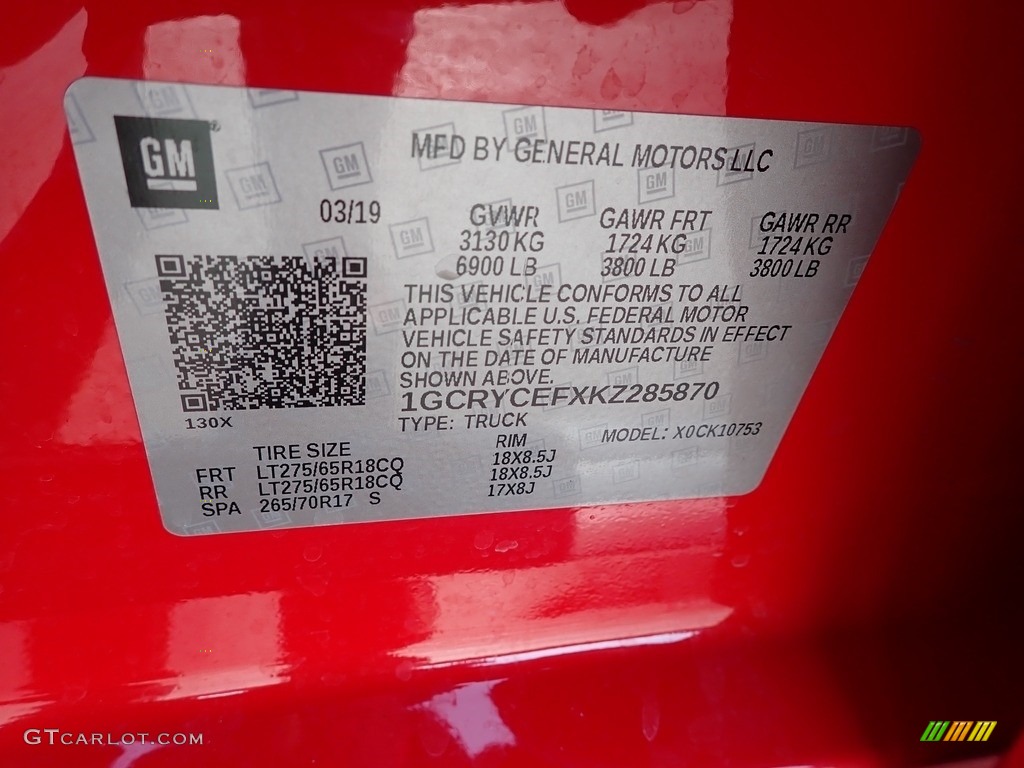 GM
MFD BY GENERAL MOTORS LLC
03/19
GVWR GAWR FRT GAWR RR
3130 KG 1724 KG 1724 KG
6900 LB 3800 LB 3800 LB
THIS VEHICLE CONFORMS TO ALL
APPLICABLE U.S. FEDERAL MOTOR
VEHICLE SAFETY STANDARDS IN EFFECT
ON THE DATE OF MANUFACTURE
SHOWN ABOVE.
1GCRYCEFXKZ285870
130X
TYPE: TRUCK MODEL: X0CK10753
TIRE SIZE RIM
FRT LT275/65R18CQ 18X8.5J
RR LT275/65R18CQ 18X8.5J
SPA 265/70R17 S 17X8J
GTCARLOT.COM